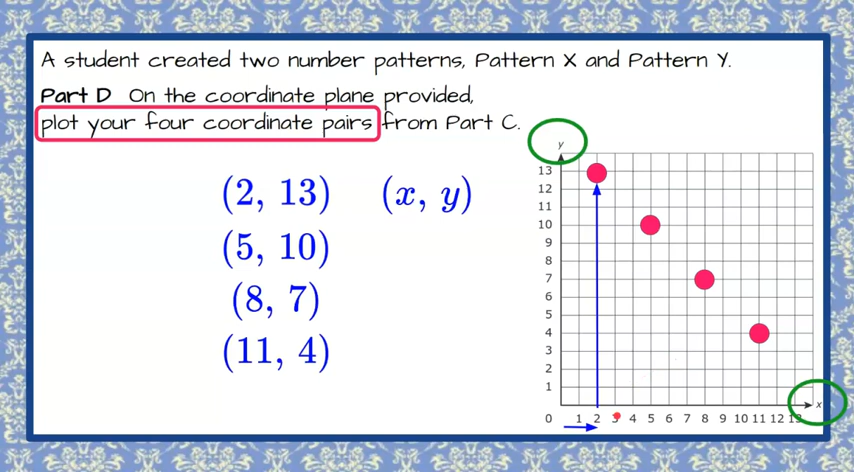 A student created two number patterns, Pattern X and Pattern Y.
Part D On the coordinate plane provided,
plot your four coordinate pairs from Part C.
(2, 13) (x, y)
(5, 10)
(8, 7)
(11, 4)
y
13
12
11
10
9
8
7
6
5
4
3
2
1
0 1 2 3 4 5 6 7 8 9 10 11 12 13
x